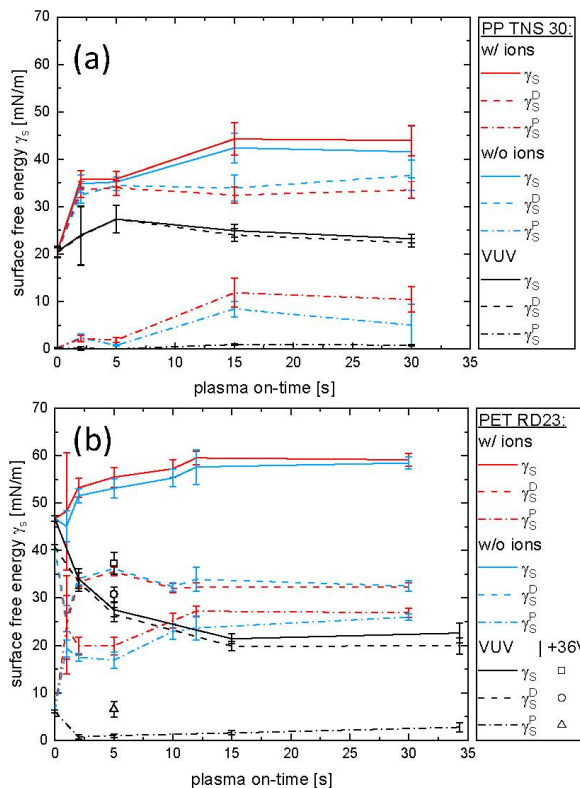 (a)
70
60
50
40
30
20
10
0
surface free energy γS [mN/m]
0 5 10 15 20 25 30 35
plasma on-time [s]
PP TNS 30:
w/ ions
γS
γSD
γSP
w/o ions
γS
γSD
γSP
VUV
γS
γSD
γSP
(b)
70
60
50
40
30
20
10
0
surface free energy γS [mN/m]
0 5 10 15 20 25 30 35
plasma on-time [s]
PET RD23:
w/ ions
γS
γSD
γSP
w/o ions
γS
γSD
γSP
VUV | +36V
γS
γSD
γSP